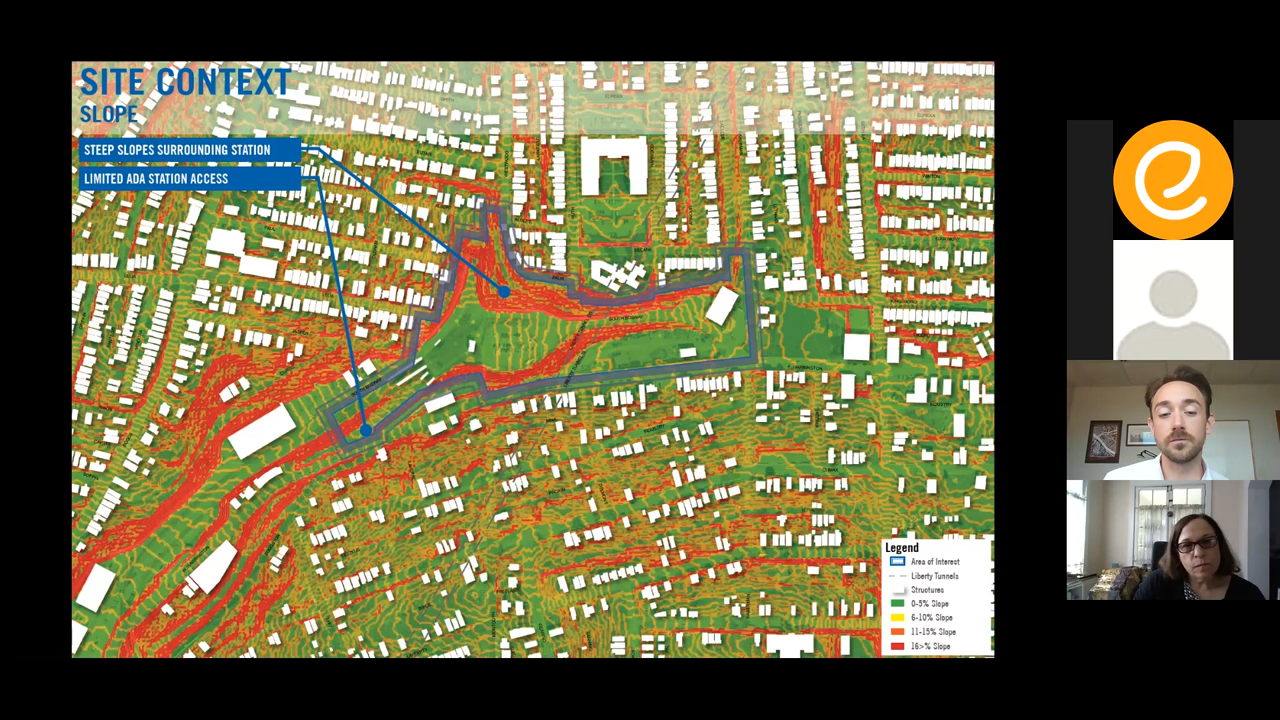 SITE CONTEXT
SLOPE
STEEP SLOPES SURROUNDING STATION
LIMITED ADA STATION ACCESS
Legend
Area of Interest
Liberty Tunnels
Structures
0-5% Slope
6-10% Slope
11-15% Slope
16>% Slope